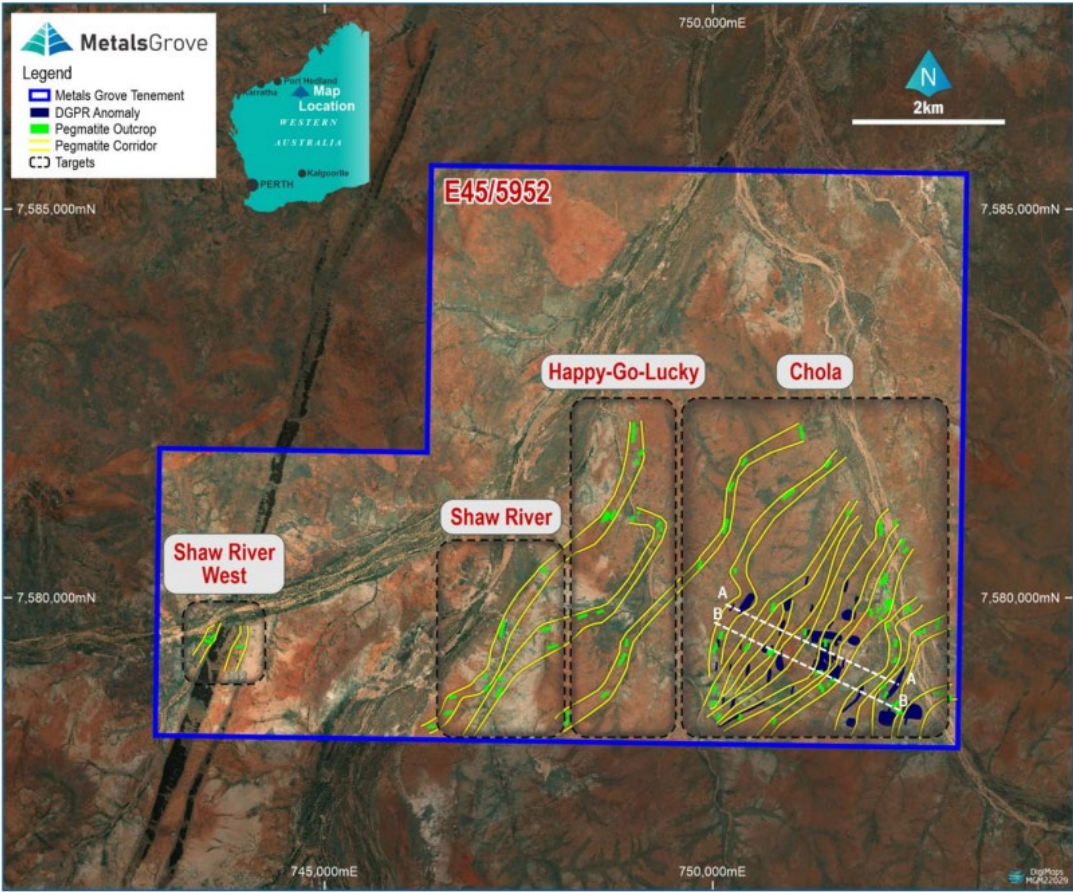 MetalsGrove
Legend
Metals Grove Tenement
DGPR Anomaly
Pegmatite Outcrop
Pegmatite Corridor
Targets
Port Hedland
Karratha
Map
Location
WESTERN
AUSTRALIA
Kalgoorlie
PERTH
750,000mE
N
2km
7,585,000mN
7,585,000mN
E45/5952
Happy-Go-Lucky
Chola
Shaw River
Shaw River
West
7,580,000mN
7,580,000mN
A
B
A
B
745,000mE
750,000mE
DigiMaps
MGM22029